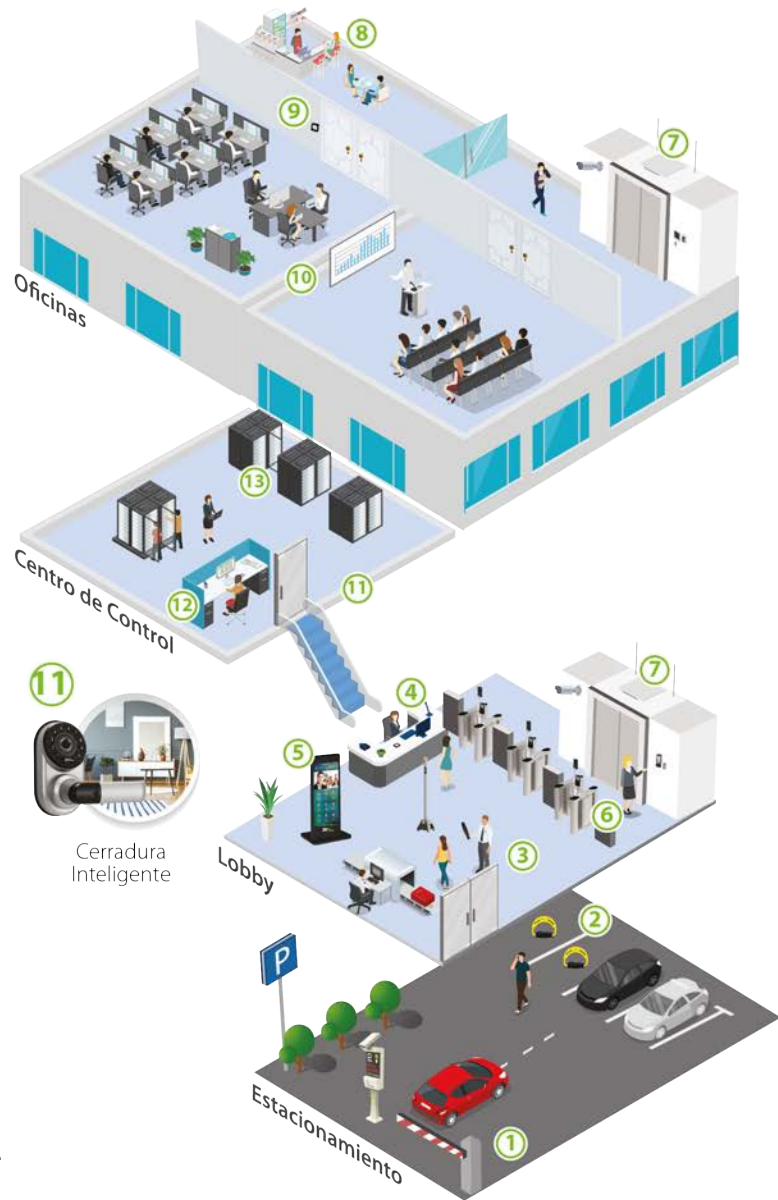 8
9
7
10
Oficinas
13
12
11
Centro de Control
11
Cerradura
Inteligente
4
7
5
6
3
Lobby
2
P
1
Estacionamiento